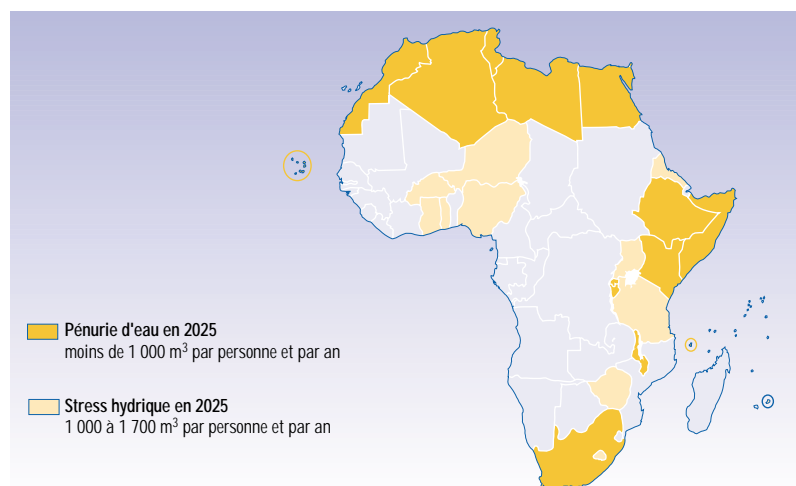 Pénurie d'eau en 2025
moins de 1 000 m³ par personne et par an
Stress hydrique en 2025
1 000 à 1 700 m³ par personne et par an